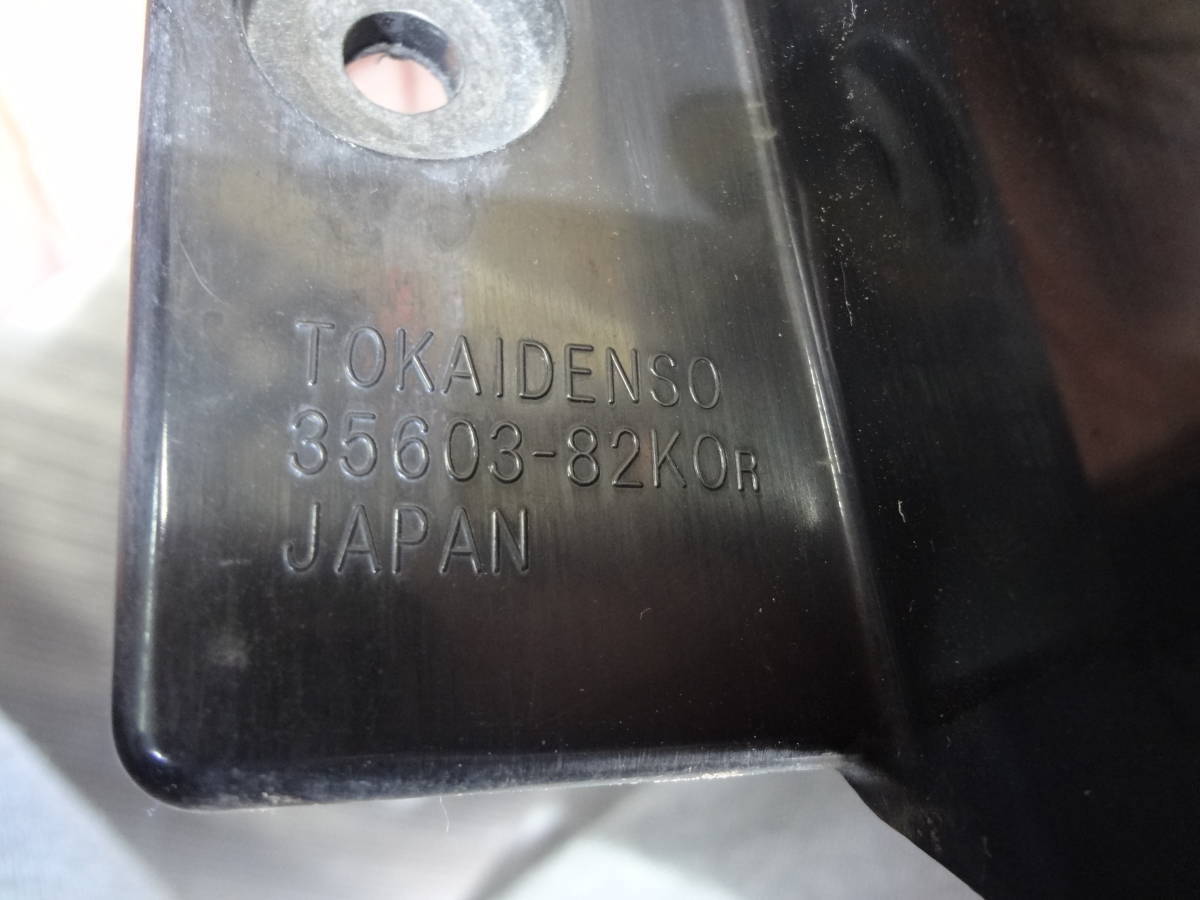 TOKAIDENSO
35603-82K0R
JAPAN